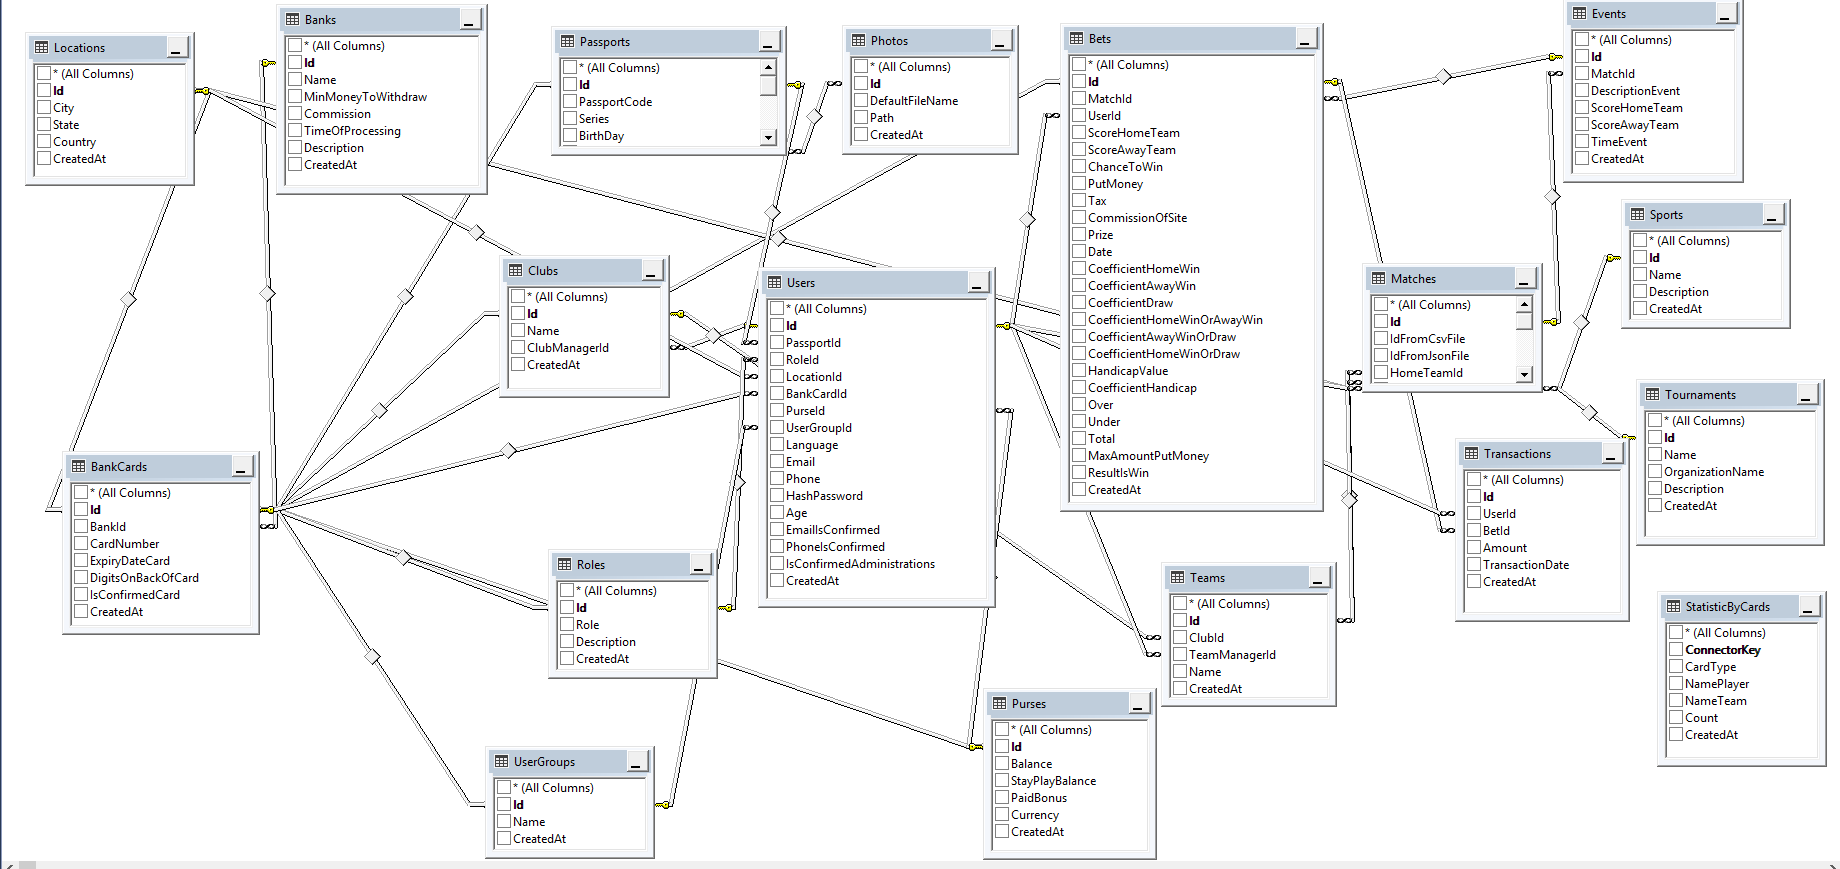 Locations
* (All Columns)
Id
City
State
Country
CreatedAt
Banks
* (All Columns)
Id
Name
MinMoneyToWithdraw
Commission
TimeOfProcessing
Description
CreatedAt
Passports
* (All Columns)
Id
PassportCode
Series
BirthDay
Photos
* (All Columns)
Id
DefaultFileName
Path
CreatedAt
Bets
* (All Columns)
Id
MatchId
UserId
ScoreHomeTeam
ScoreAwayTeam
ChanceToWin
PutMoney
Tax
CommissionOfSite
Prize
Date
CoefficientHomeWin
CoefficientAwayWin
CoefficientDraw
CoefficientHomeWinOrAwayWin
CoefficientAwayWinOrDraw
CoefficientHomeWinOrDraw
HandicapValue
CoefficientHandicap
Over
Under
Total
MaxAmountPutMoney
ResultIsWin
CreatedAt
Events
* (All Columns)
Id
MatchId
DescriptionEvent
ScoreHomeTeam
ScoreAwayTeam
TimeEvent
CreatedAt
Sports
* (All Columns)
Id
Name
Description
CreatedAt
Clubs
* (All Columns)
Id
Name
ClubManagerId
CreatedAt
Users
* (All Columns)
Id
PassportId
RoleId
LocationId
BankCardId
PurseId
UserGroupId
Language
Email
Phone
HashPassword
Age
EmailIsConfirmed
PhoneIsConfirmed
IsConfirmedAdministrations
CreatedAt
Matches
* (All Columns)
Id
IdFromCsvFile
IdFromJsonFile
HomeTeamId
Tournaments
* (All Columns)
Id
Name
OrganizationName
Description
CreatedAt
BankCards
* (All Columns)
Id
BankId
CardNumber
ExpiryDateCard
DigitsOnBackOfCard
IsConfirmedCard
CreatedAt
Transactions
* (All Columns)
Id
UserId
BetId
Amount
TransactionDate
CreatedAt
Roles
* (All Columns)
Id
Role
Description
CreatedAt
Teams
* (All Columns)
Id
ClubId
TeamManagerId
Name
CreatedAt
StatisticByCards
* (All Columns)
ConnectorKey
CardType
NamePlayer
NameTeam
Count
CreatedAt
Purses
* (All Columns)
Id
Balance
StayPlayBalance
PaidBonus
Currency
CreatedAt
UserGroups
* (All Columns)
Id
Name
CreatedAt